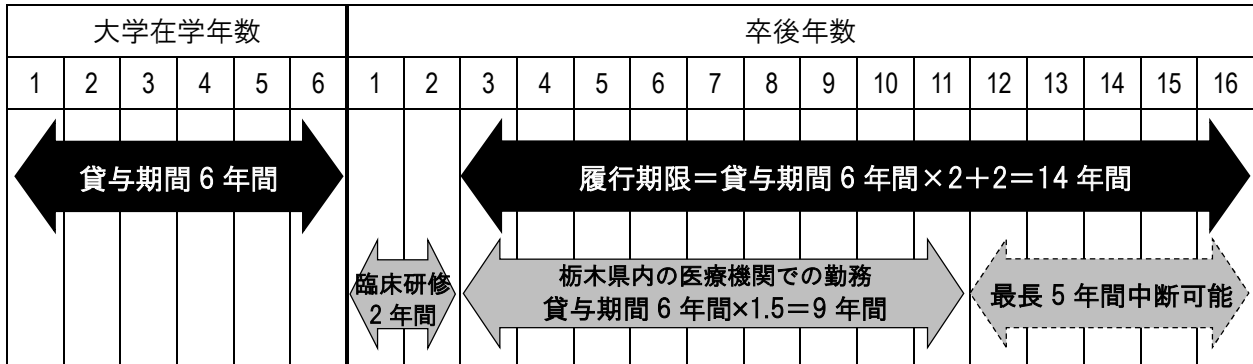 大学在学年数
卒後年数
1 2 3 4 5 6 1 2 3 4 5 6 7 8 9 10 11 12 13 14 15 16
貸与期間 6 年間
履行期限＝貸与期間 6 年間×2＋2＝14 年間
臨床研修
2 年間
栃木県内の医療機関での勤務
貸与期間 6 年間×1.5＝9 年間
最長 5 年間中断可能